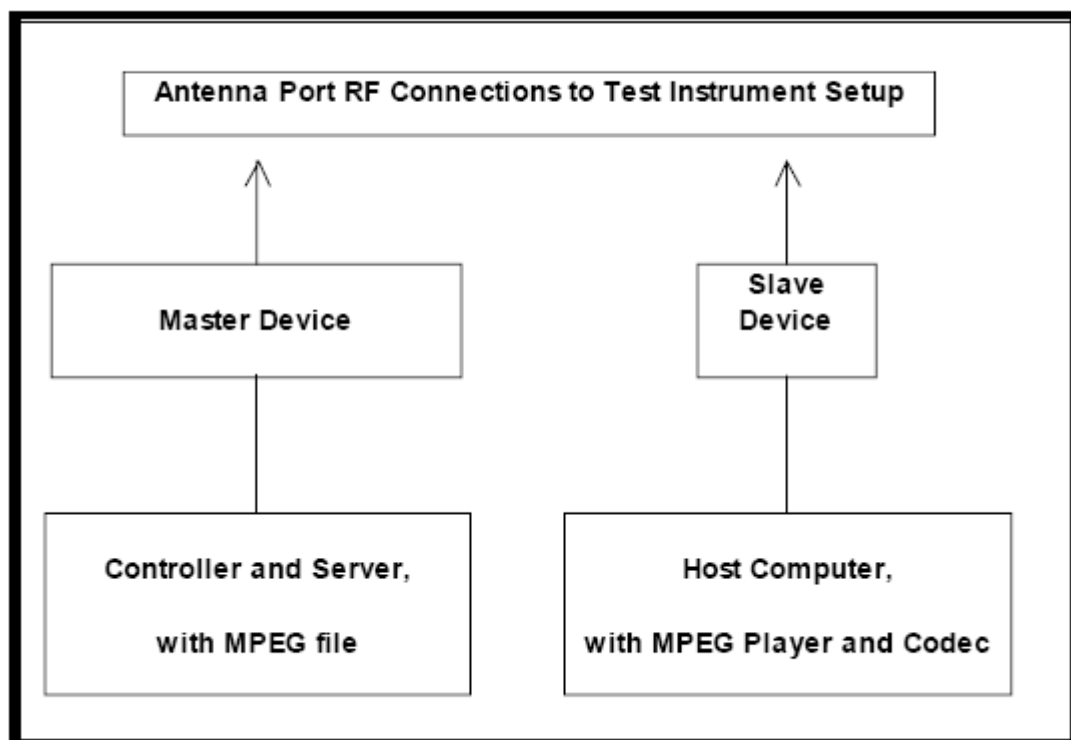 Antenna Port RF Connections to Test Instrument Setup
Master Device
Slave
Device
Controller and Server,
with MPEG file
Host Computer,
with MPEG Player and Codec